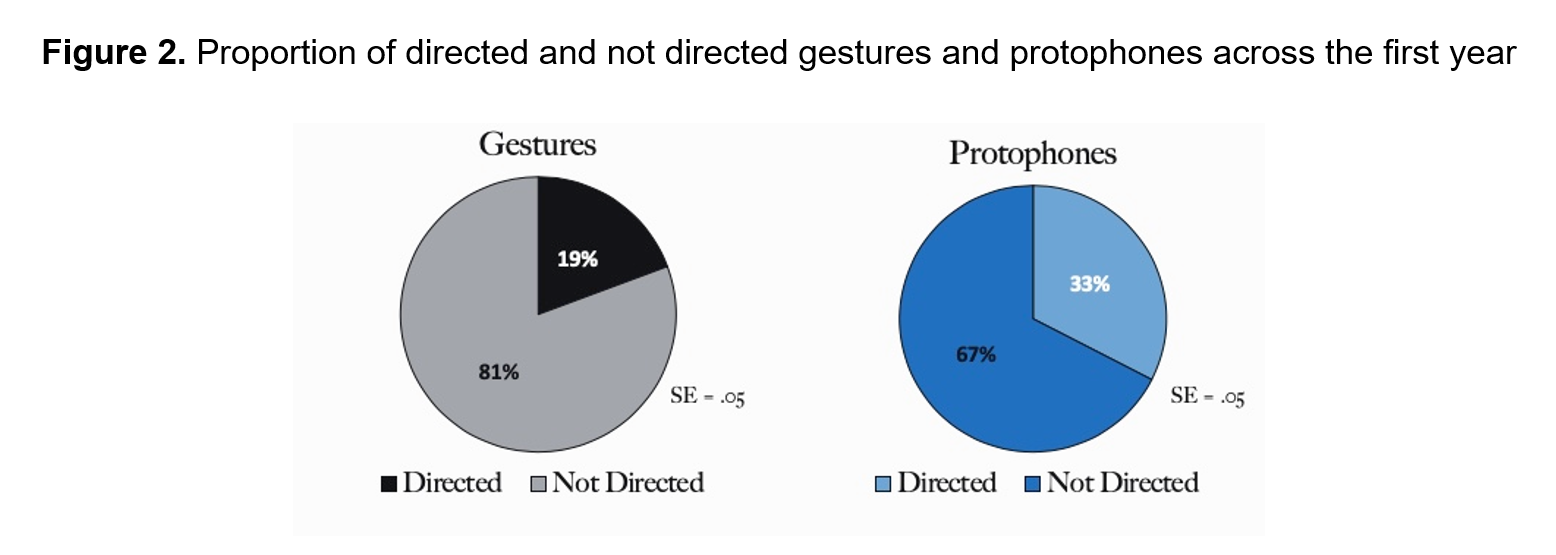 Figure 2. Proportion of directed and not directed gestures and protophones across the first year
Gestures
19%
81%
SE = .05
Directed Not Directed
Protophones
33%
67%
SE = .05
Directed Not Directed